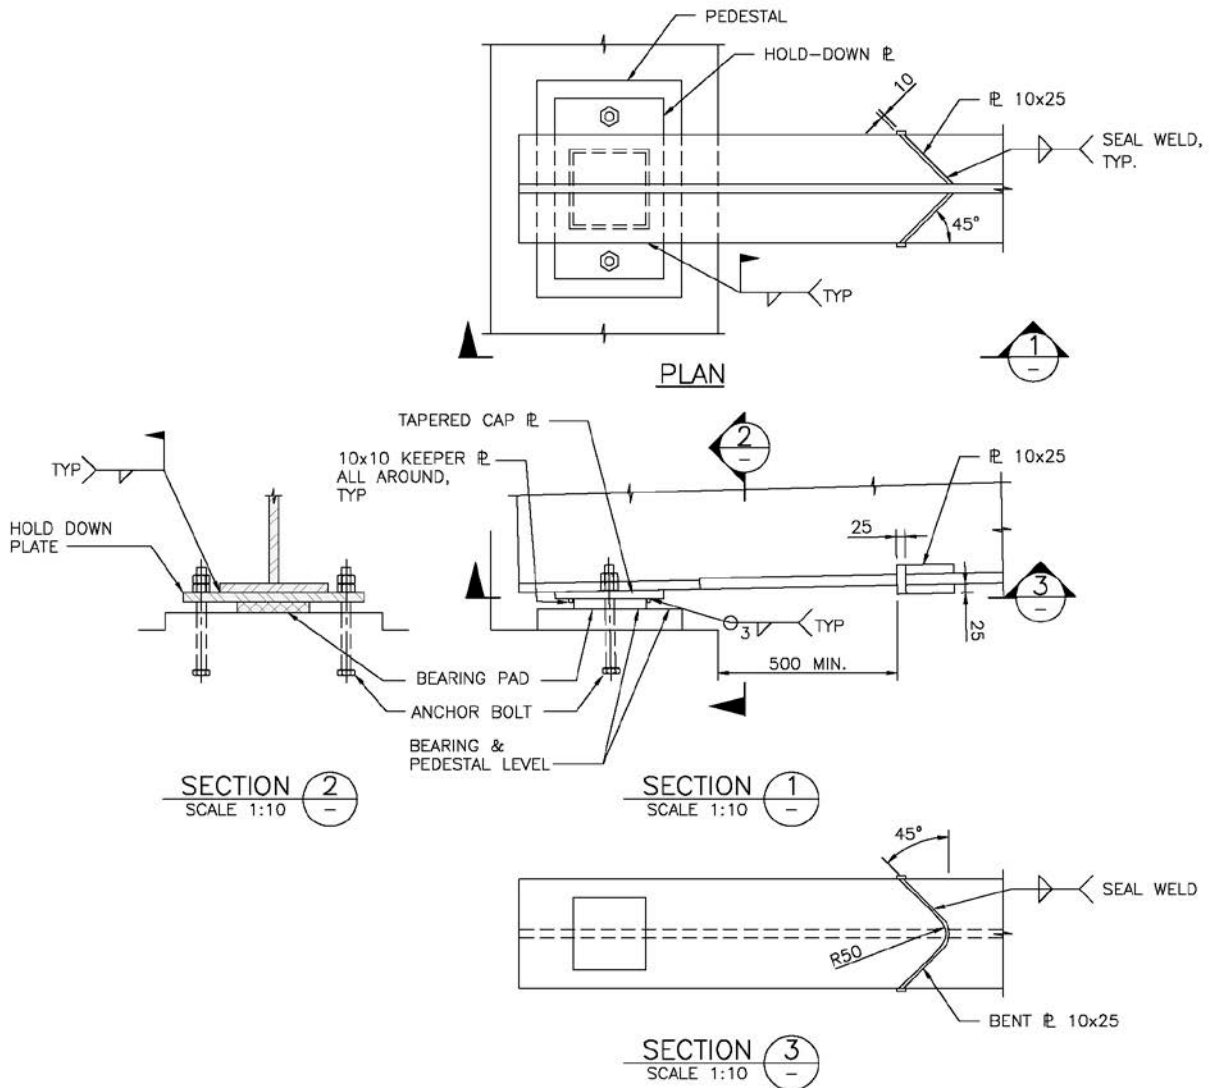 PEDESTAL
HOLD-DOWN ℄
10
℄ 10x25
SEAL WELD,
TYP.
45°
TYP
PLAN
1
-
TAPERED CAP ℄
10x10 KEEPER ℄
ALL AROUND,
TYP
2
-
℄ 10x25
25
TYP
HOLD DOWN
PLATE
3
-
3
TYP
25
500 MIN.
BEARING PAD
ANCHOR BOLT
BEARING &
PEDESTAL LEVEL
SECTION 2
SCALE 1:10 -
SECTION 1
SCALE 1:10 -
45°
SEAL WELD
R50
BENT ℄ 10x25
SECTION 3
SCALE 1:10 -